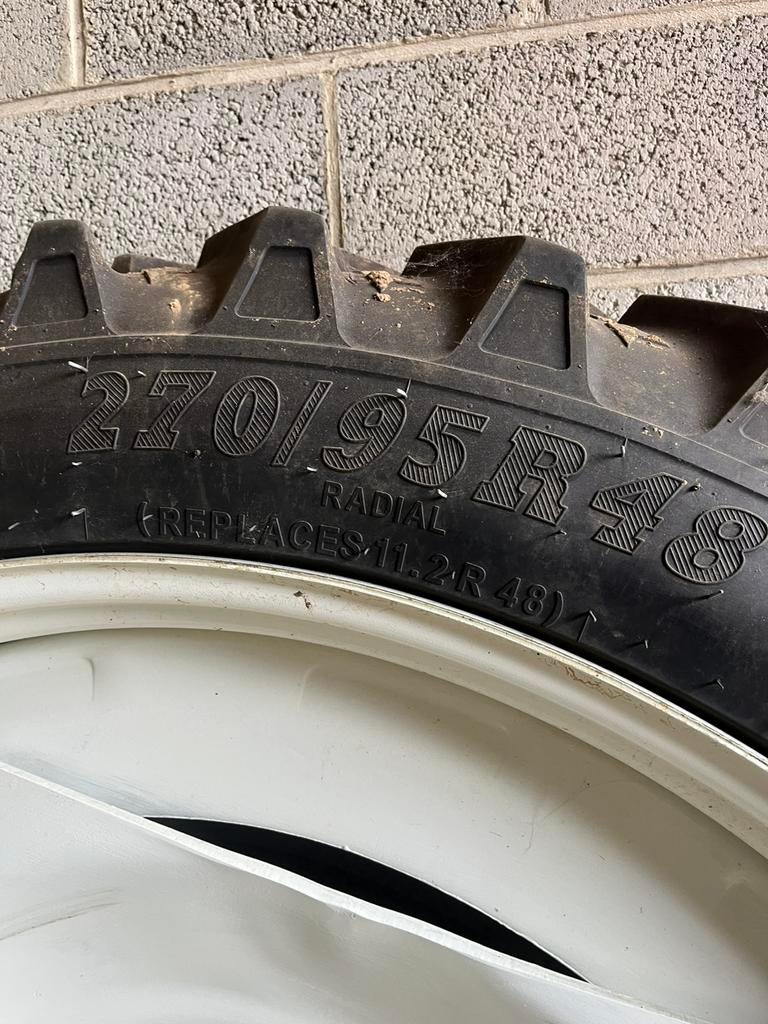 270/95R48
RADIAL
(REPLACES 11.2 R 48)